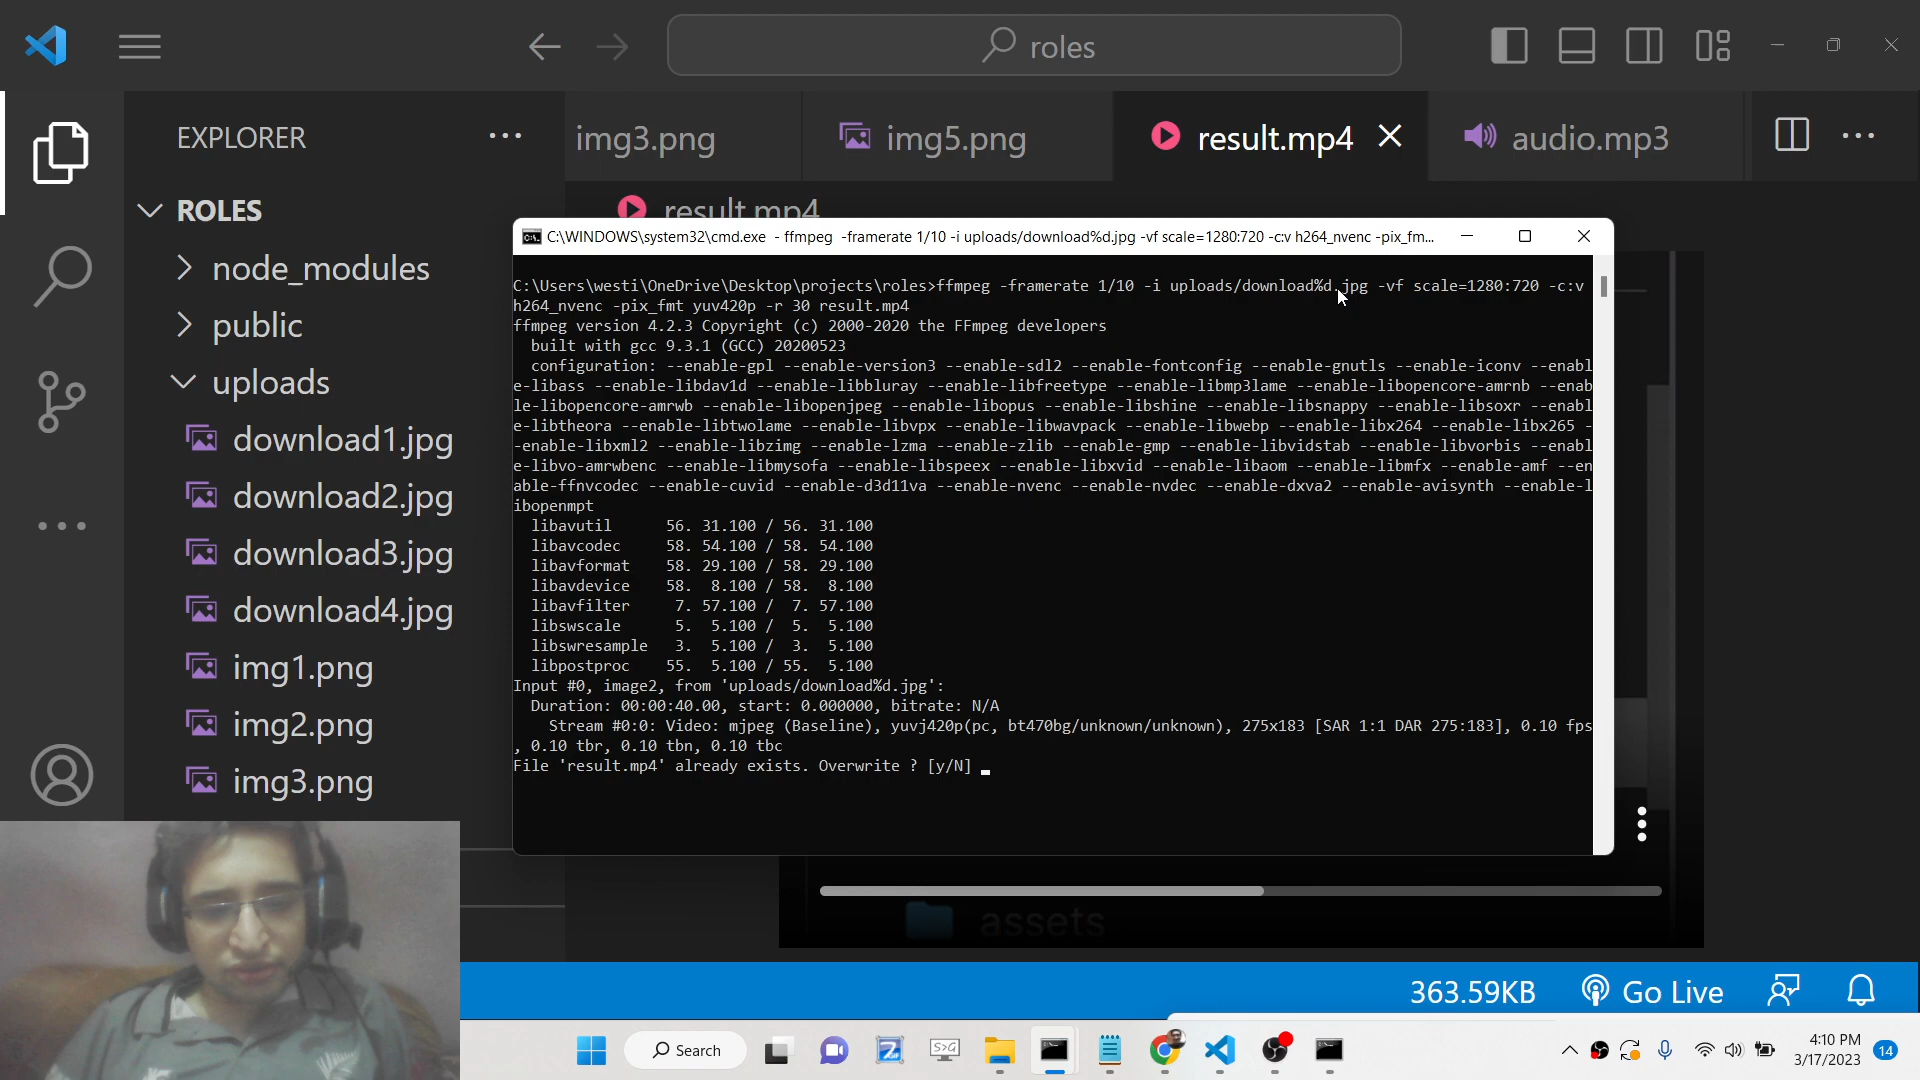 roles
EXPLORER
img3.png
img5.png
result.mp4
audio.mp3
ROLES
result.mp4
node_modules
public
uploads
download1.jpg
download2.jpg
download3.jpg
download4.jpg
img1.png
img2.png
img3.png
C:\WINDOWS\system32\cmd.exe - ffmpeg -framerate 1/10 -i uploads/download%d.jpg -vf scale=1280:720 -c:v h264_nvenc -pix_fm...
C:\Users\westi\OneDrive\Desktop\projects\roles>ffmpeg -framerate 1/10 -i uploads/download%d.jpg -vf scale=1280:720 -c:v
h264_nvenc -pix_fmt yuv420p -r 30 result.mp4
ffmpeg version 4.2.3 Copyright (c) 2000-2020 the FFmpeg developers
built with gcc 9.3.1 (GCC) 20200523
configuration: --enable-gpl --enable-version3 --enable-sdl2 --enable-fontconfig --enable-gnutls --enable-iconv --enabl
e-libass --enable-libdav1d --enable-libbluray --enable-libfreetype --enable-libmp3lame --enable-libopencore-amrnb --enab
le-libopencore-amrwb --enable-libopenjpeg --enable-libopus --enable-libshine --enable-libsnappy --enable-libsoxr --enabl
e-libtheora --enable-libtwolame --enable-libvpx --enable-libwavpack --enable-libwebp --enable-libx264 --enable-libx265 -
-enable-libxml2 --enable-libzimg --enable-lzma --enable-zlib --enable-gmp --enable-libvidstab --enable-libvorbis --enabl
e-libvo-amrwbenc --enable-libmysofa --enable-libspeex --enable-libxvid --enable-libaom --enable-libmfx --enable-amf --en
able-ffnvcodec --enable-cuvid --enable-d3d11va --enable-nvenc --enable-nvdec --enable-dxva2 --enable-avisynth --enable-l
ibopenmpt
libavutil 56. 31.100 / 56. 31.100
libavcodec 58. 54.100 / 58. 54.100
libavformat 58. 29.100 / 58. 29.100
libavdevice 58. 8.100 / 58. 8.100
libavfilter 7. 57.100 / 7. 57.100
libswscale 5. 5.100 / 5. 5.100
libswresample 3. 5.100 / 3. 5.100
libpostproc 55. 5.100 / 55. 5.100
Input #0, image2, from 'uploads/download%d.jpg':
Duration: 00:00:40.00, start: 0.000000, bitrate: N/A
Stream #0:0: Video: mjpeg (Baseline), yuvj420p(pc, bt470bg/unknown/unknown), 275x183 [SAR 1:1 DAR 275:183], 0.10 fps
, 0.10 tbr, 0.10 tbn, 0.10 tbc
File 'result.mp4' already exists. Overwrite ? [y/N]
assets
363.59KB
Go Live
Search
S>G
4:10 PM
3/17/2023
14